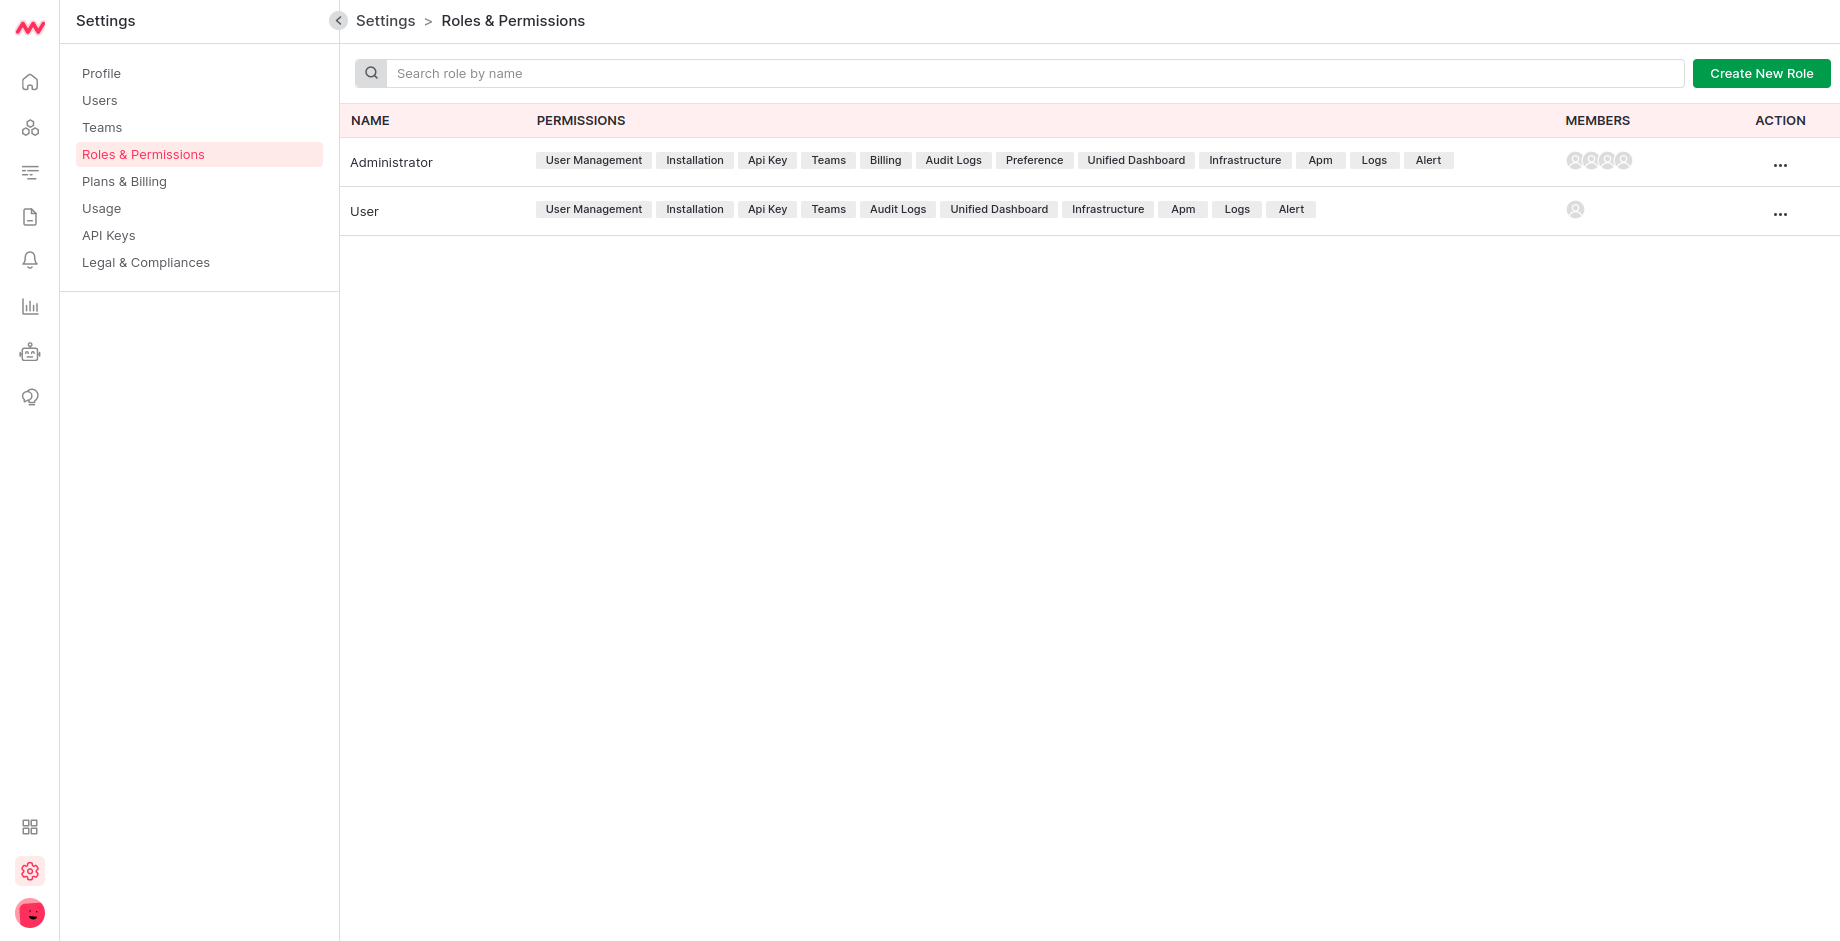 Settings
Settings > Roles & Permissions
Profile
Users
Teams
Roles & Permissions
Plans & Billing
Usage
API Keys
Legal & Compliances
Search role by name
Create New Role
NAME PERMISSIONS MEMBERS ACTION
Administrator User Management Installation Api Key Teams Billing Audit Logs Preference Unified Dashboard Infrastructure Apm Logs Alert
User User Management Installation Api Key Teams Audit Logs Unified Dashboard Infrastructure Apm Logs Alert